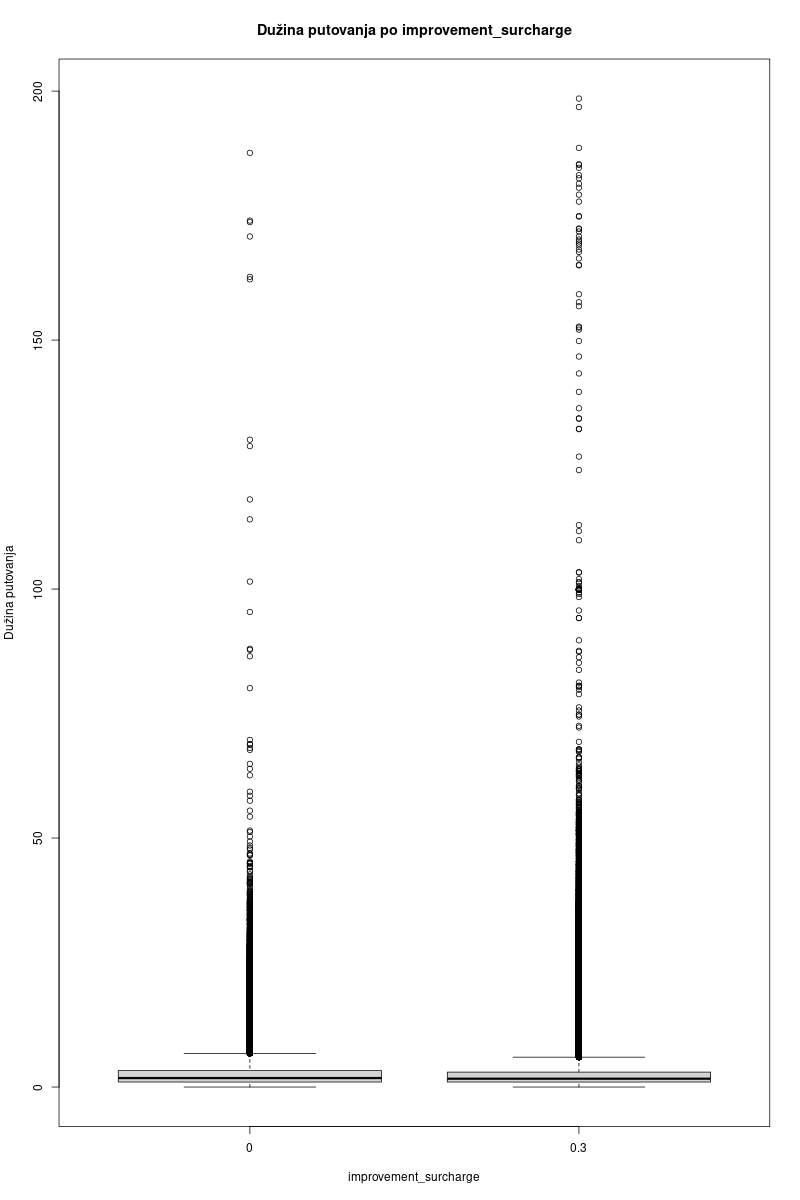 Dužina putovanja po improvement_surcharge
200
150
100
50
0
Dužina putovanja
0 0.3
improvement_surcharge